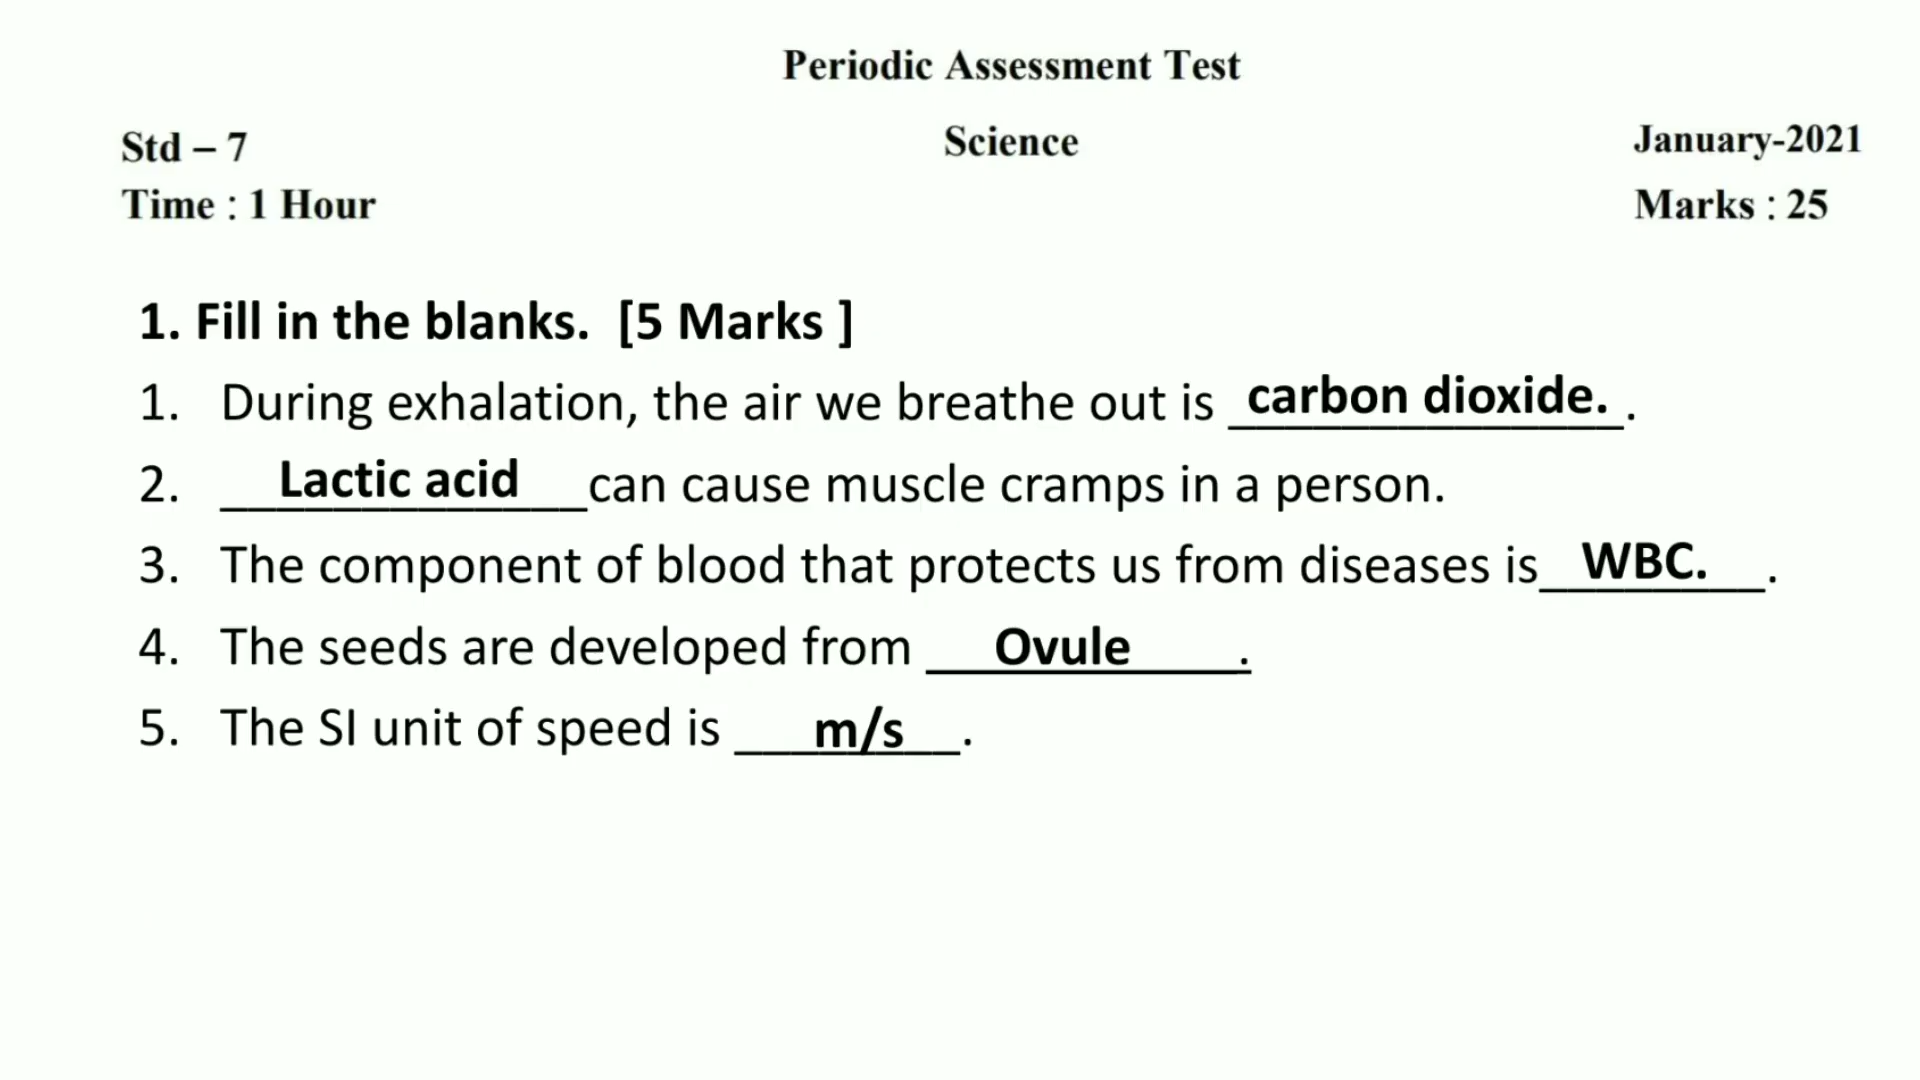 Periodic Assessment Test
Std – 7 Science January-2021
Time : 1 Hour Marks : 25
1. Fill in the blanks. [5 Marks ]
1. During exhalation, the air we breathe out is carbon dioxide. .
2. Lactic acid can cause muscle cramps in a person.
3. The component of blood that protects us from diseases is WBC. .
4. The seeds are developed from Ovule .
5. The SI unit of speed is m/s .